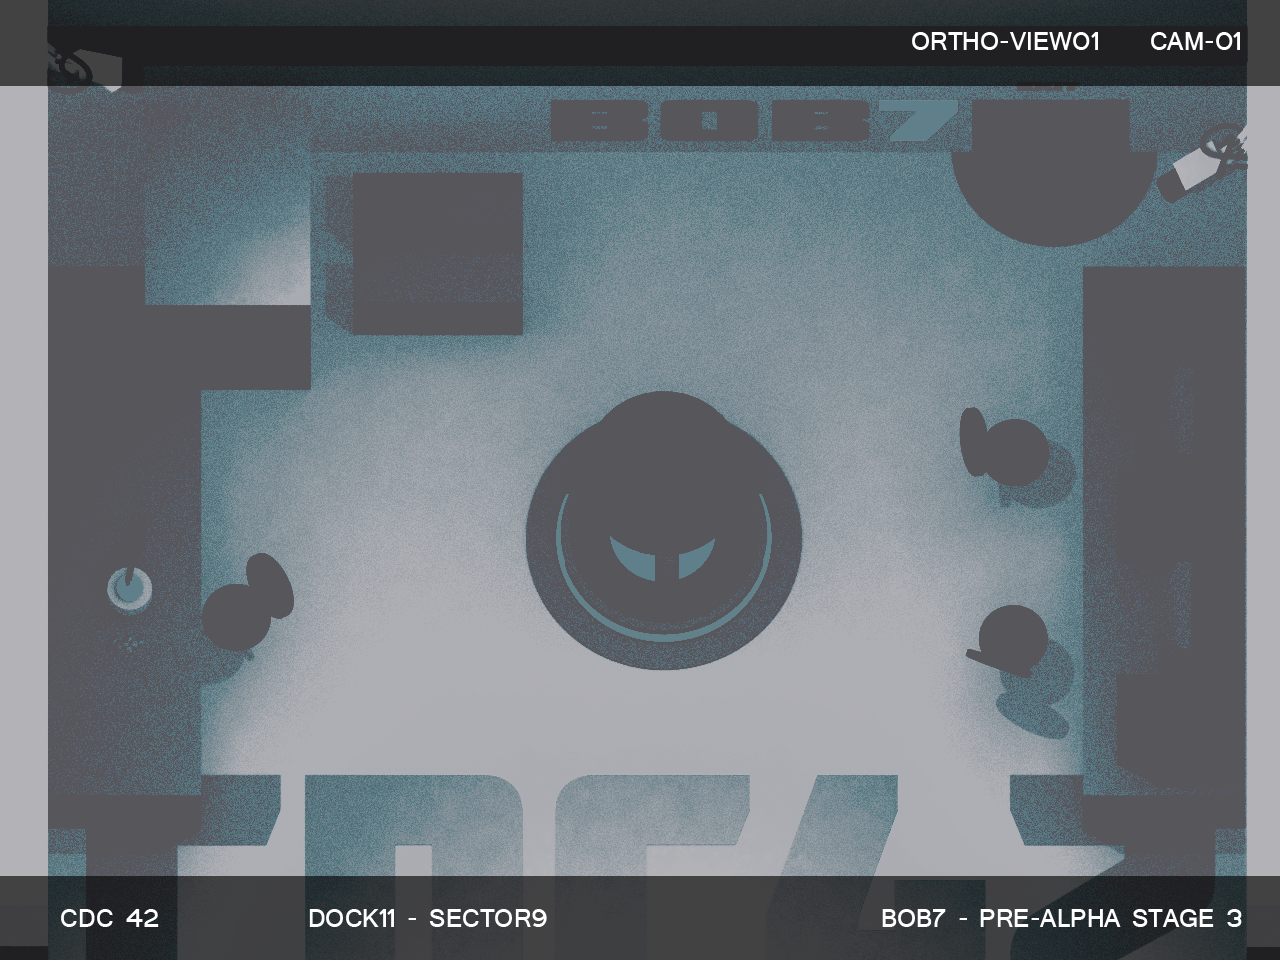 ORTHO-VIEW01 CAM-01
BOB7
CDC 42 DOCK11 - SECTOR9 BOB7 - PRE-ALPHA STAGE 3